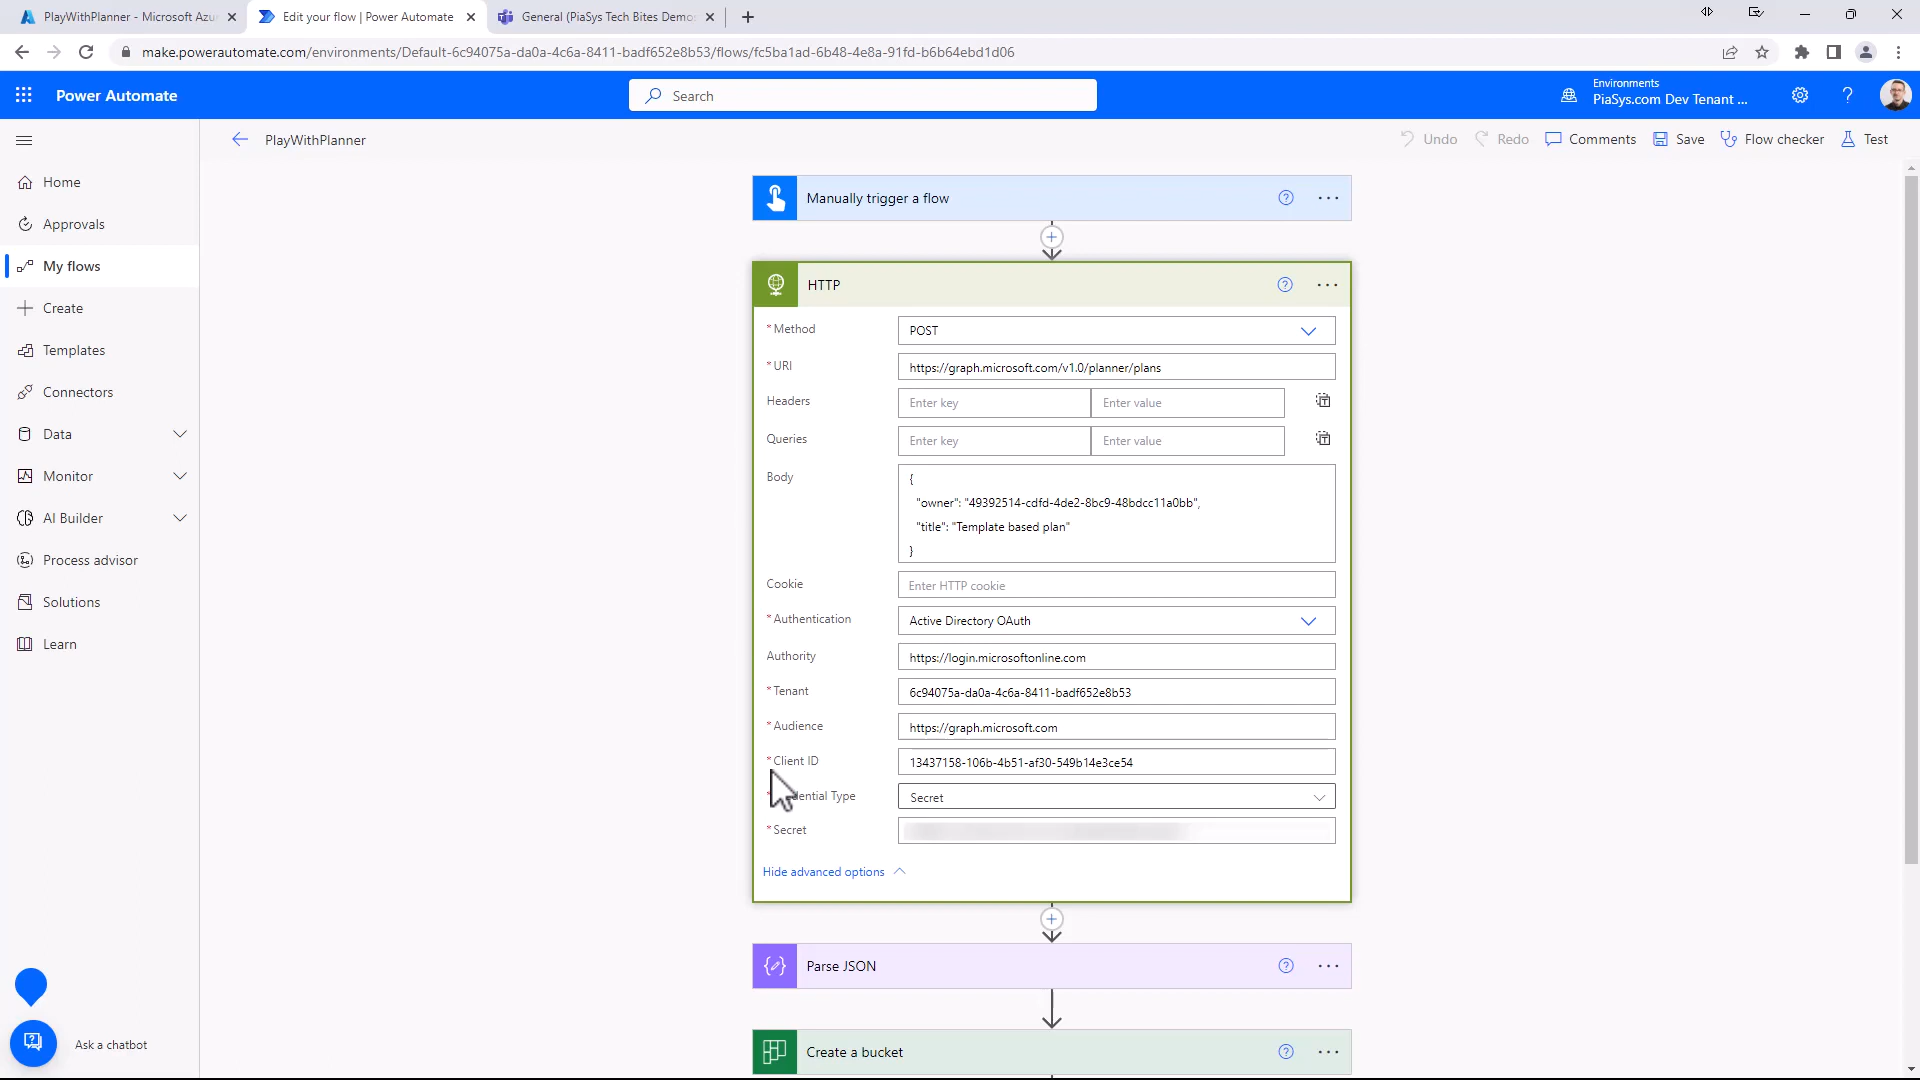 PlayWithPlanner - Microsoft Azu
Edit your flow | Power Automate
General (PiaSys Tech Bites Demo
make.powerautomate.com/environments/Default-6c94075a-da0a-4c6a-8411-badf652e8b53/flows/fc5ba1ad-6b48-4e8a-91fd-b6b64ebd1d06
Power Automate
Search
Environments
PiaSys.com Dev Tenant ...
PlayWithPlanner
Undo
Redo
Comments
Save
Flow checker
Test
Home
Approvals
My flows
Create
Templates
Connectors
Data
Monitor
AI Builder
Process advisor
Solutions
Learn
Ask a chatbot
Manually trigger a flow
HTTP
* Method
POST
* URI
https://graph.microsoft.com/v1.0/planner/plans
Headers
Enter key
Enter value
Queries
Enter key
Enter value
Body
{
"owner": "49392514-cdfd-4de2-8bc9-48bdcc11a0bb",
"title": "Template based plan"
}
Cookie
Enter HTTP cookie
* Authentication
Active Directory OAuth
Authority
https://login.microsoftonline.com
* Tenant
6c94075a-da0a-4c6a-8411-badf652e8b53
* Audience
https://graph.microsoft.com
* Client ID
13437158-106b-4b51-af30-549b14e3ce54
ential Type
Secret
* Secret
Hide advanced options
Parse JSON
Create a bucket